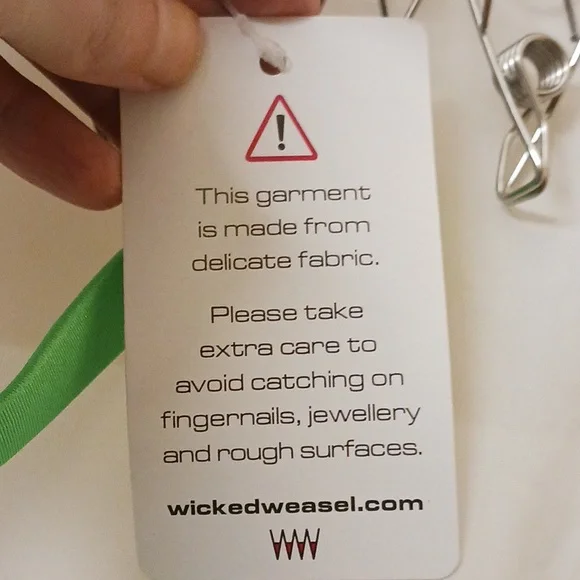 !
This garment
is made from
delicate fabric.
Please take
extra care to
avoid catching on
fingernails, jewellery
and rough surfaces.
wickedweasel.com